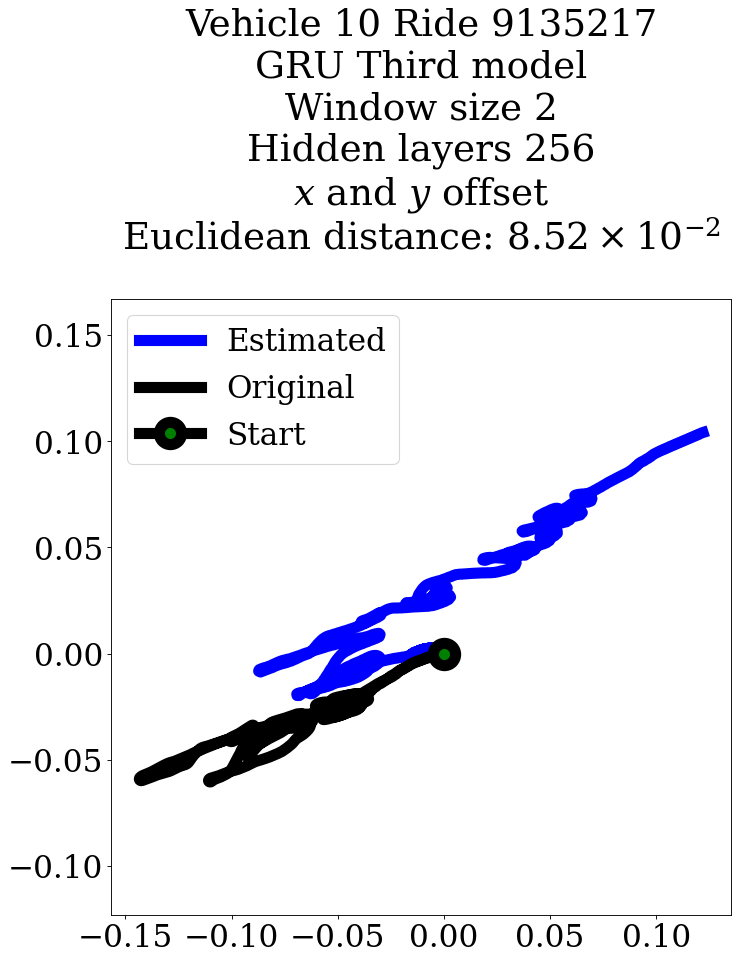 Vehicle 10 Ride 9135217
GRU Third model
Window size 2
Hidden layers 256
x and y offset
Euclidean distance: 8.52 × 10⁻²
Estimated
Original
Start
0.15
0.10
0.05
0.00
−0.05
−0.10
−0.15 −0.10 −0.05 0.00 0.05 0.10